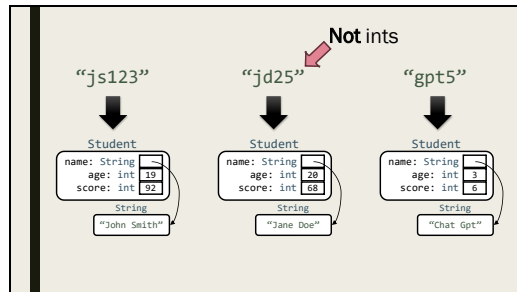 Not ints
“js123”
“jd25”
“gpt5”
Student
name: String
age: int 19
score: int 92
String
“John Smith”
Student
name: String
age: int 20
score: int 68
String
“Jane Doe”
Student
name: String
age: int 3
score: int 6
String
“Chat Gpt”